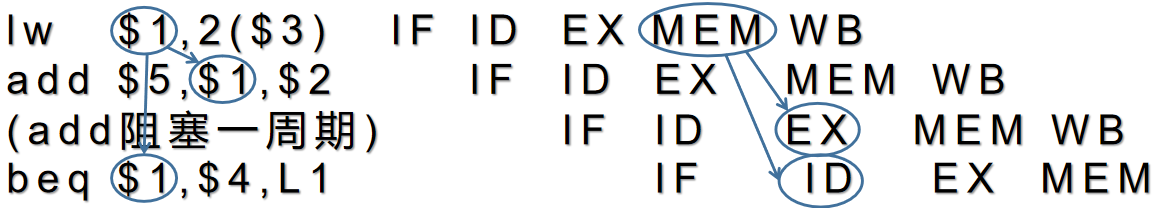 lw $1,2($3) IF ID EX MEM WB
add $5,$1,$2 IF ID EX MEM WB
(add阻塞一周期) IF ID EX MEM WB
beq $1,$4,L1 IF ID EX MEM